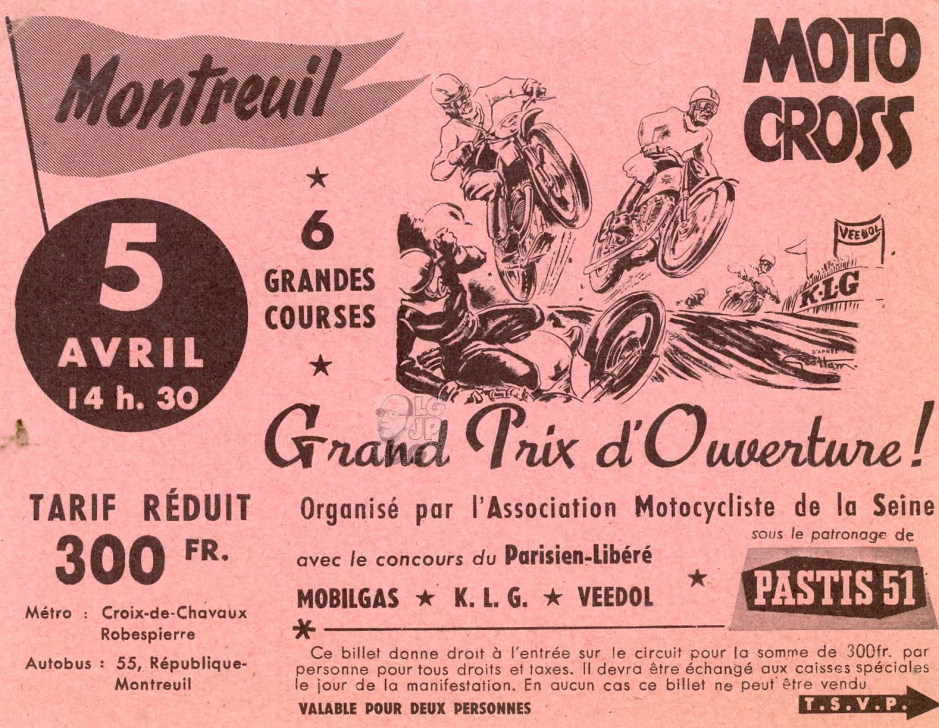 Montreuil
MOTO
CROSS
5
AVRIL
14 h. 30
6
GRANDES
COURSES
VEEDOL
K•L•G
D'APRÈS
LG
JP
Grand Prix d'Ouverture !
TARIF RÉDUIT
300 FR.
Métro : Croix-de-Chavaux
Robespierre
Autobus : 55, République-
Montreuil
Organisé par l'Association Motocycliste de la Seine
sous le patronage de
avec le concours du Parisien-Libéré
MOBILGAS ★ K. L. G. ★ VEEDOL
PASTIS 51
Ce billet donne droit à l'entrée sur le circuit pour la somme de 300fr. par
personne pour tous droits et taxes. Il devra être échangé aux caisses spéciales
le jour de la manifestation. En aucun cas ce billet ne peut être vendu
VALABLE POUR DEUX PERSONNES
T.S.V.P.